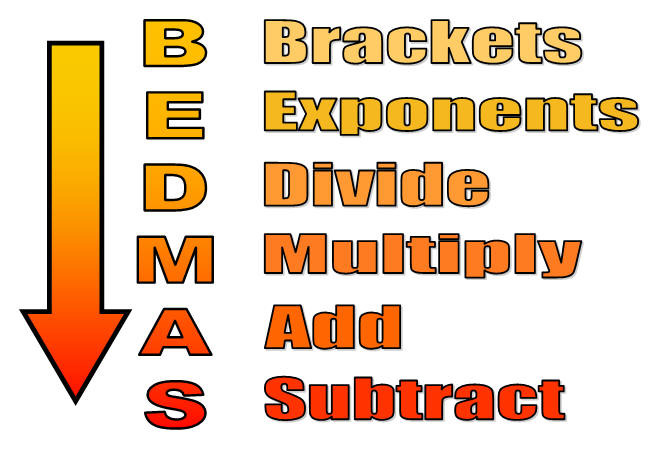 B Brackets
E Exponents
D Divide
M Multiply
A Add
S Subtract